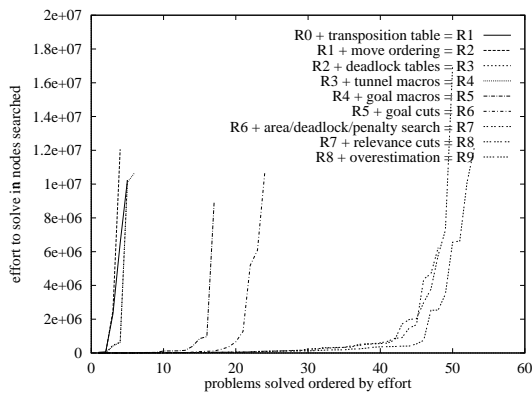 2e+07
1.8e+07
1.6e+07
1.4e+07
1.2e+07
1e+07
8e+06
6e+06
4e+06
2e+06
0
effort to solve in nodes searched
R0 + transposition table = R1
R1 + move ordering = R2
R2 + deadlock tables = R3
R3 + tunnel macros = R4
R4 + goal macros = R5
R5 + goal cuts = R6
R6 + area/deadlock/penalty search = R7
R7 + relevance cuts = R8
R8 + overestimation = R9
0 10 20 30 40 50 60
problems solved ordered by effort